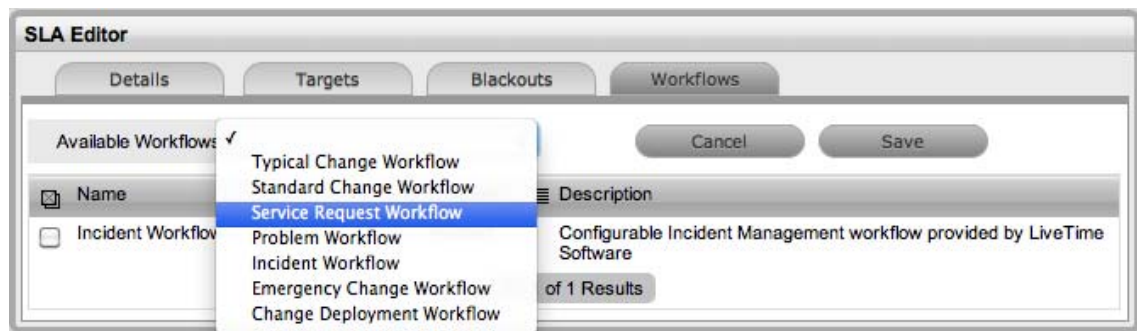 SLA Editor
Details Targets Blackouts Workflows
Available Workflows ✓ Cancel Save
Typical Change Workflow
Standard Change Workflow
Service Request Workflow
Problem Workflow
Incident Workflow
Emergency Change Workflow
Change Deployment Workflow
Name Description
Incident Workflow Configurable Incident Management workflow provided by LiveTime
Software
of 1 Results